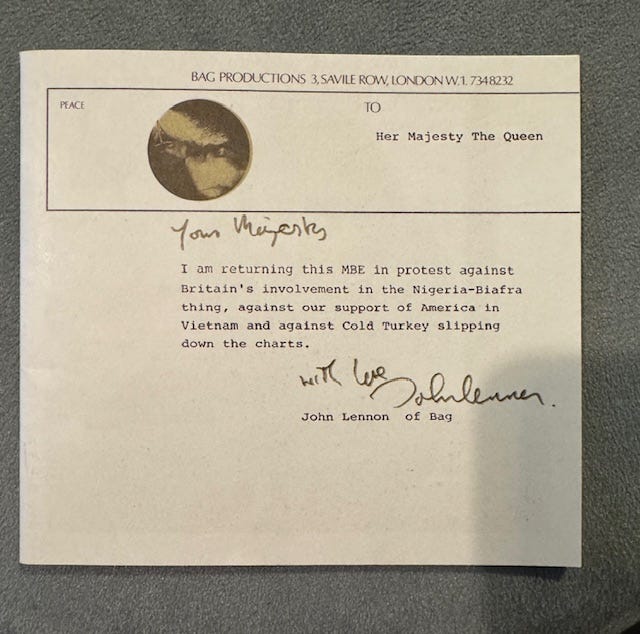 BAG PRODUCTIONS 3, SAVILE ROW, LONDON W.1. 7348232
PEACE
TO
Her Majesty The Queen
Your Majesty
I am returning this MBE in protest against
Britain's involvement in the Nigeria-Biafra
thing, against our support of America in
Vietnam and against Cold Turkey slipping
down the charts.
with love
John Lennon.
John Lennon of Bag